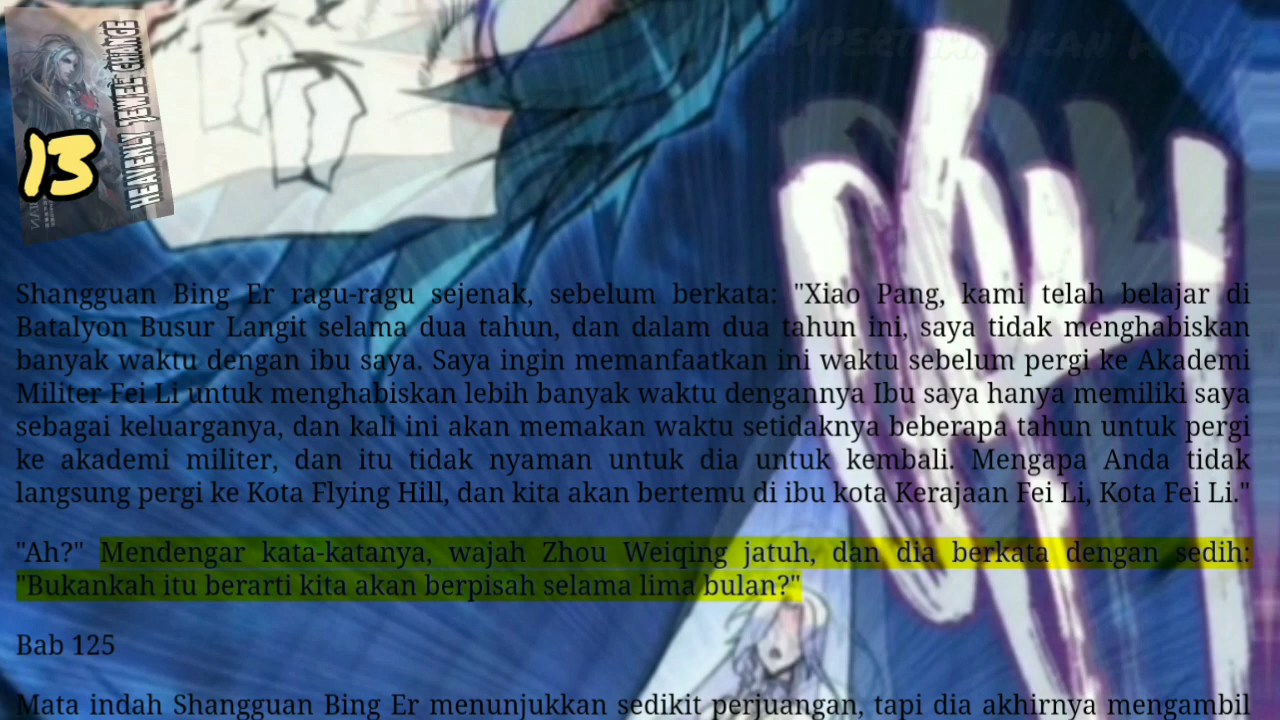 HEAVENLY JEWEL CHANGE
13
Shangguan Bing Er ragu-ragu sejenak, sebelum berkata: "Xiao Pang, kami telah belajar di
Batalyon Busur Langit selama dua tahun, dan dalam dua tahun ini, saya tidak menghabiskan
banyak waktu dengan ibu saya. Saya ingin memanfaatkan ini waktu sebelum pergi ke Akademi
Militer Fei Li untuk menghabiskan lebih banyak waktu dengannya Ibu saya hanya memiliki saya
sebagai keluarganya, dan kali ini akan memakan waktu setidaknya beberapa tahun untuk pergi
ke akademi militer, dan itu tidak nyaman untuk dia untuk kembali. Mengapa Anda tidak
langsung pergi ke Kota Flying Hill, dan kita akan bertemu di ibu kota Kerajaan Fei Li, Kota Fei Li."
"Ah?" Mendengar kata-katanya, wajah Zhou Weiqing jatuh, dan dia berkata dengan sedih:
"Bukankah itu berarti kita akan berpisah selama lima bulan?"
Bab 125
Mata indah Shangguan Bing Er menunjukkan sedikit perjuangan, tapi dia akhirnya mengambil